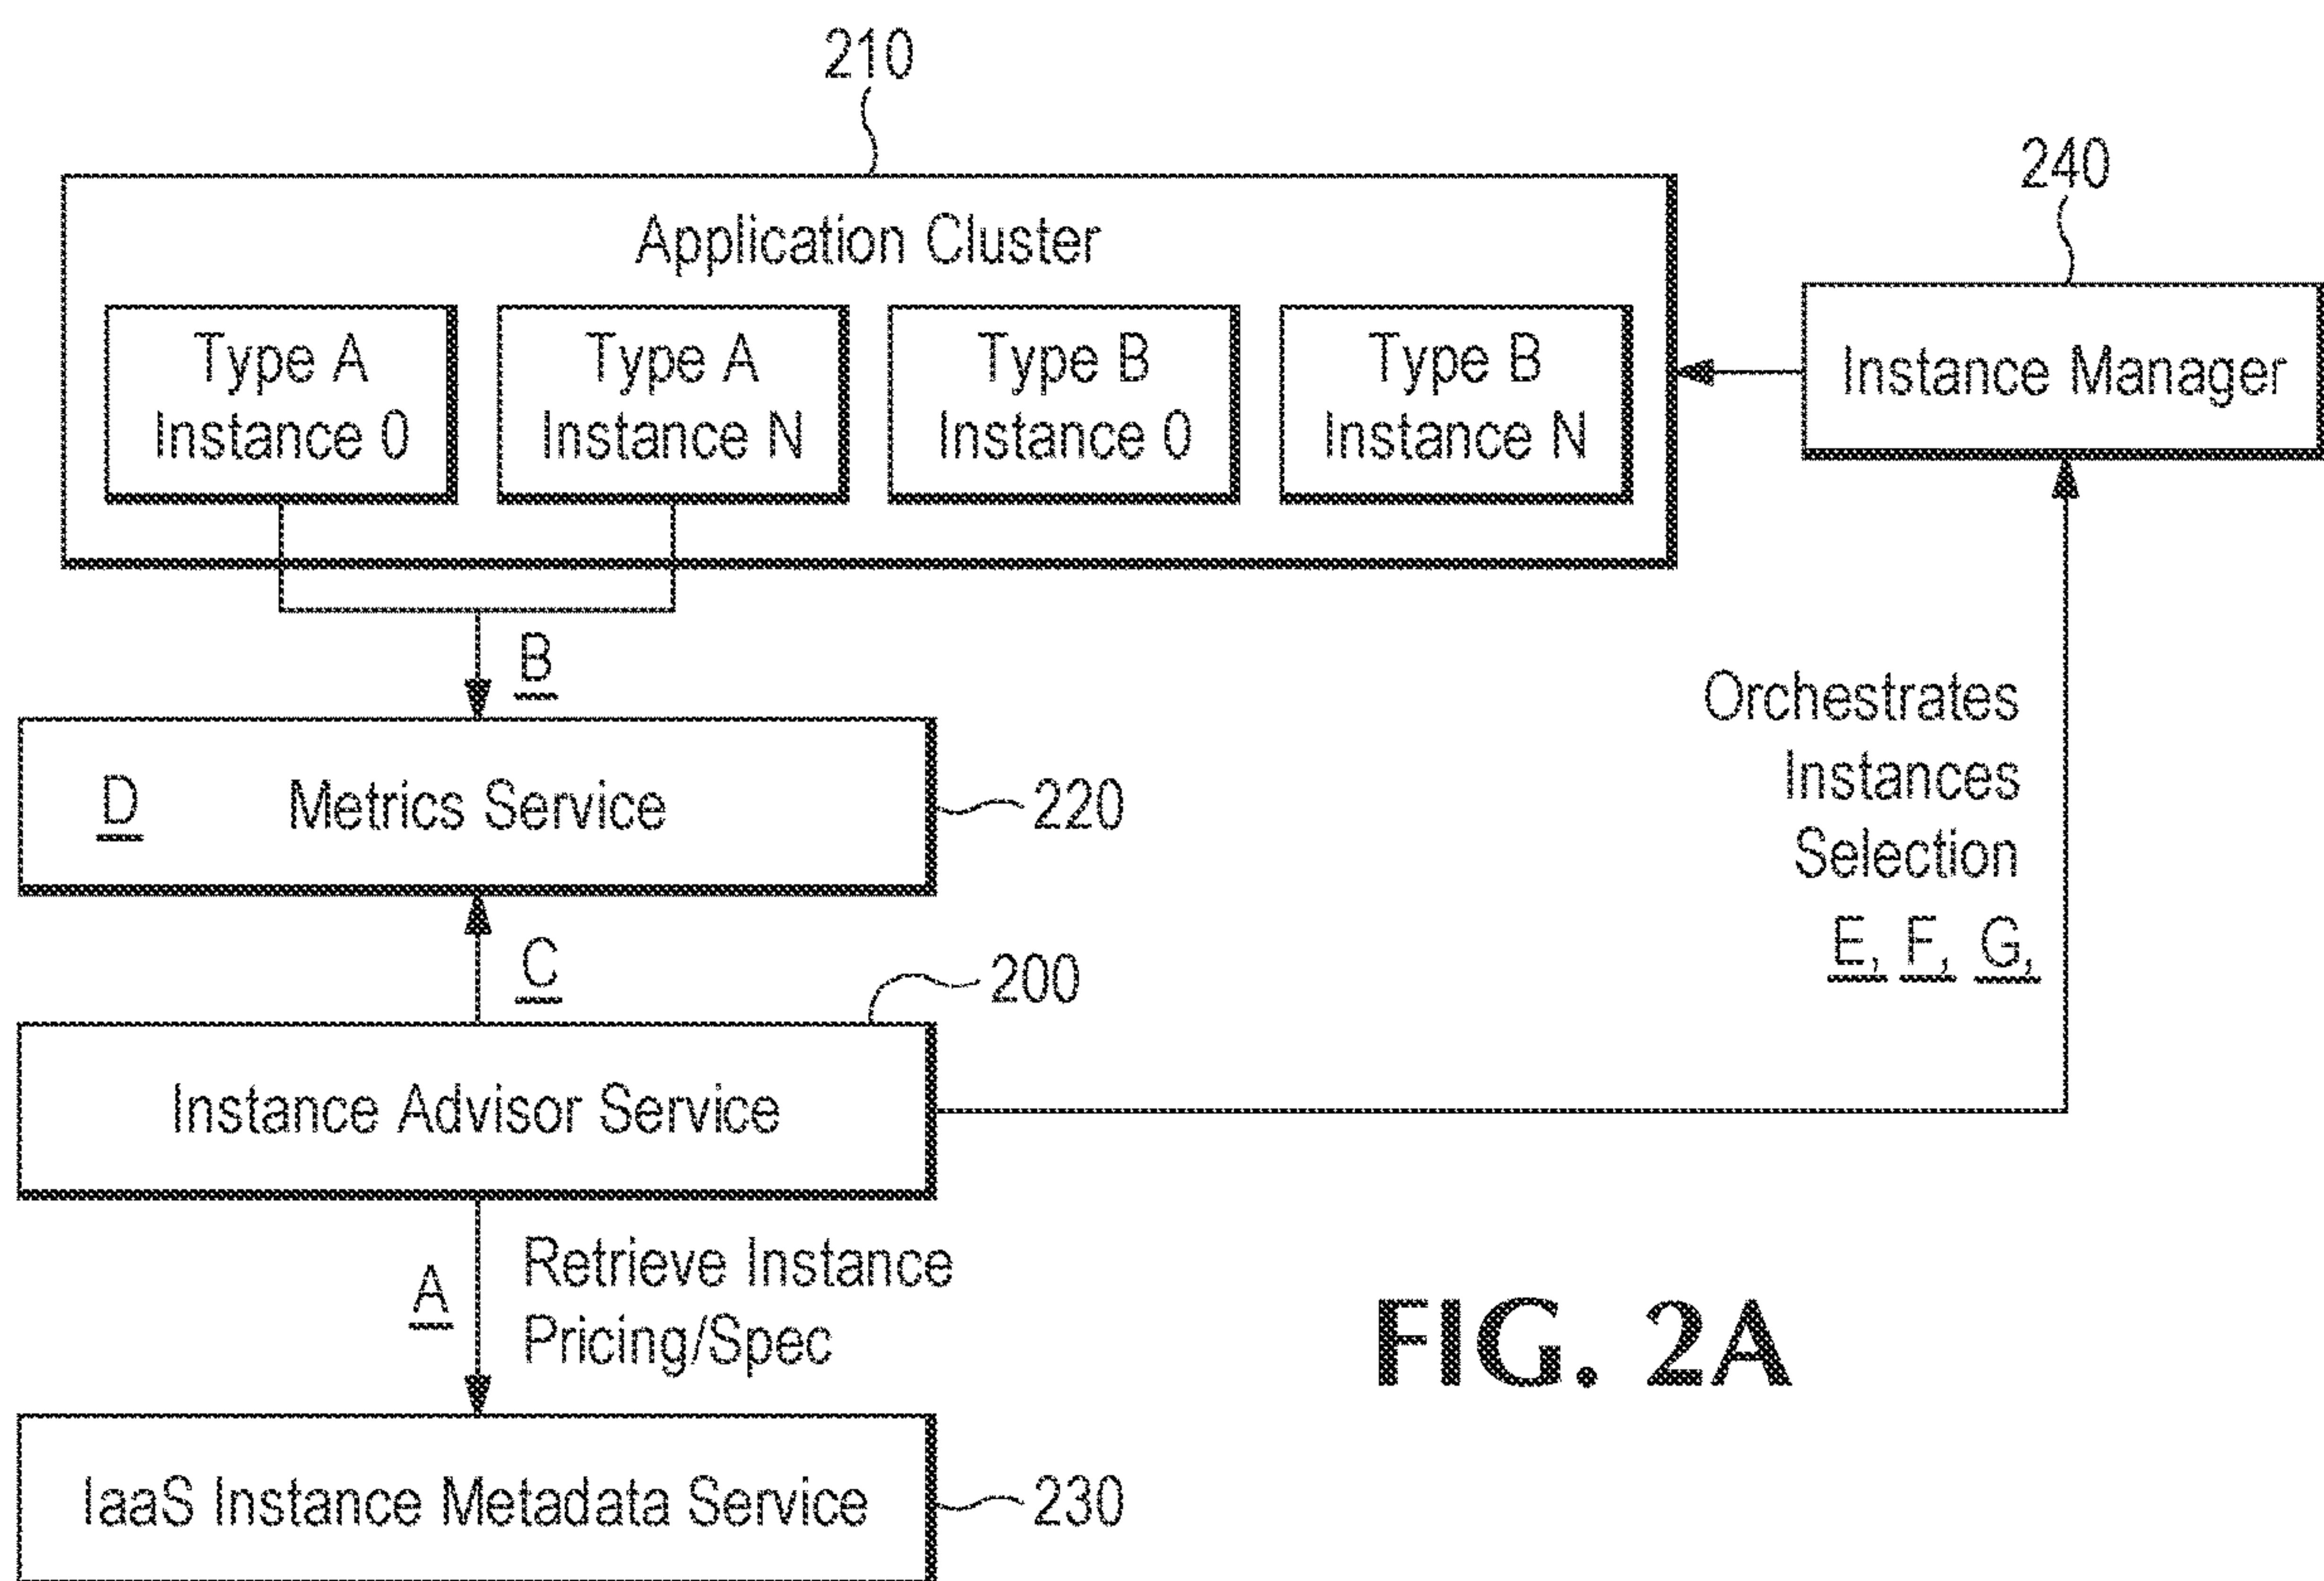 210
240
Application Cluster
Type A
Instance 0
Type A
Instance N
Type B
Instance 0
Type B
Instance N
Instance Manager
B
D
Metrics Service
220
Orchestrates
Instances
Selection
E, F, G,
C
200
Instance Advisor Service
A
Retrieve Instance
Pricing/Spec
IaaS Instance Metadata Service
230
FIG. 2A